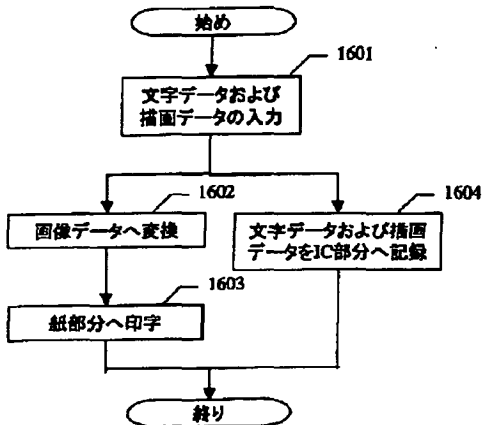 始め
1601
文字データおよび
描画データの入力
1602
画像データへ変換
1603
紙部分へ印字
1604
文字データおよび描画
データをIC部分へ記録
終り